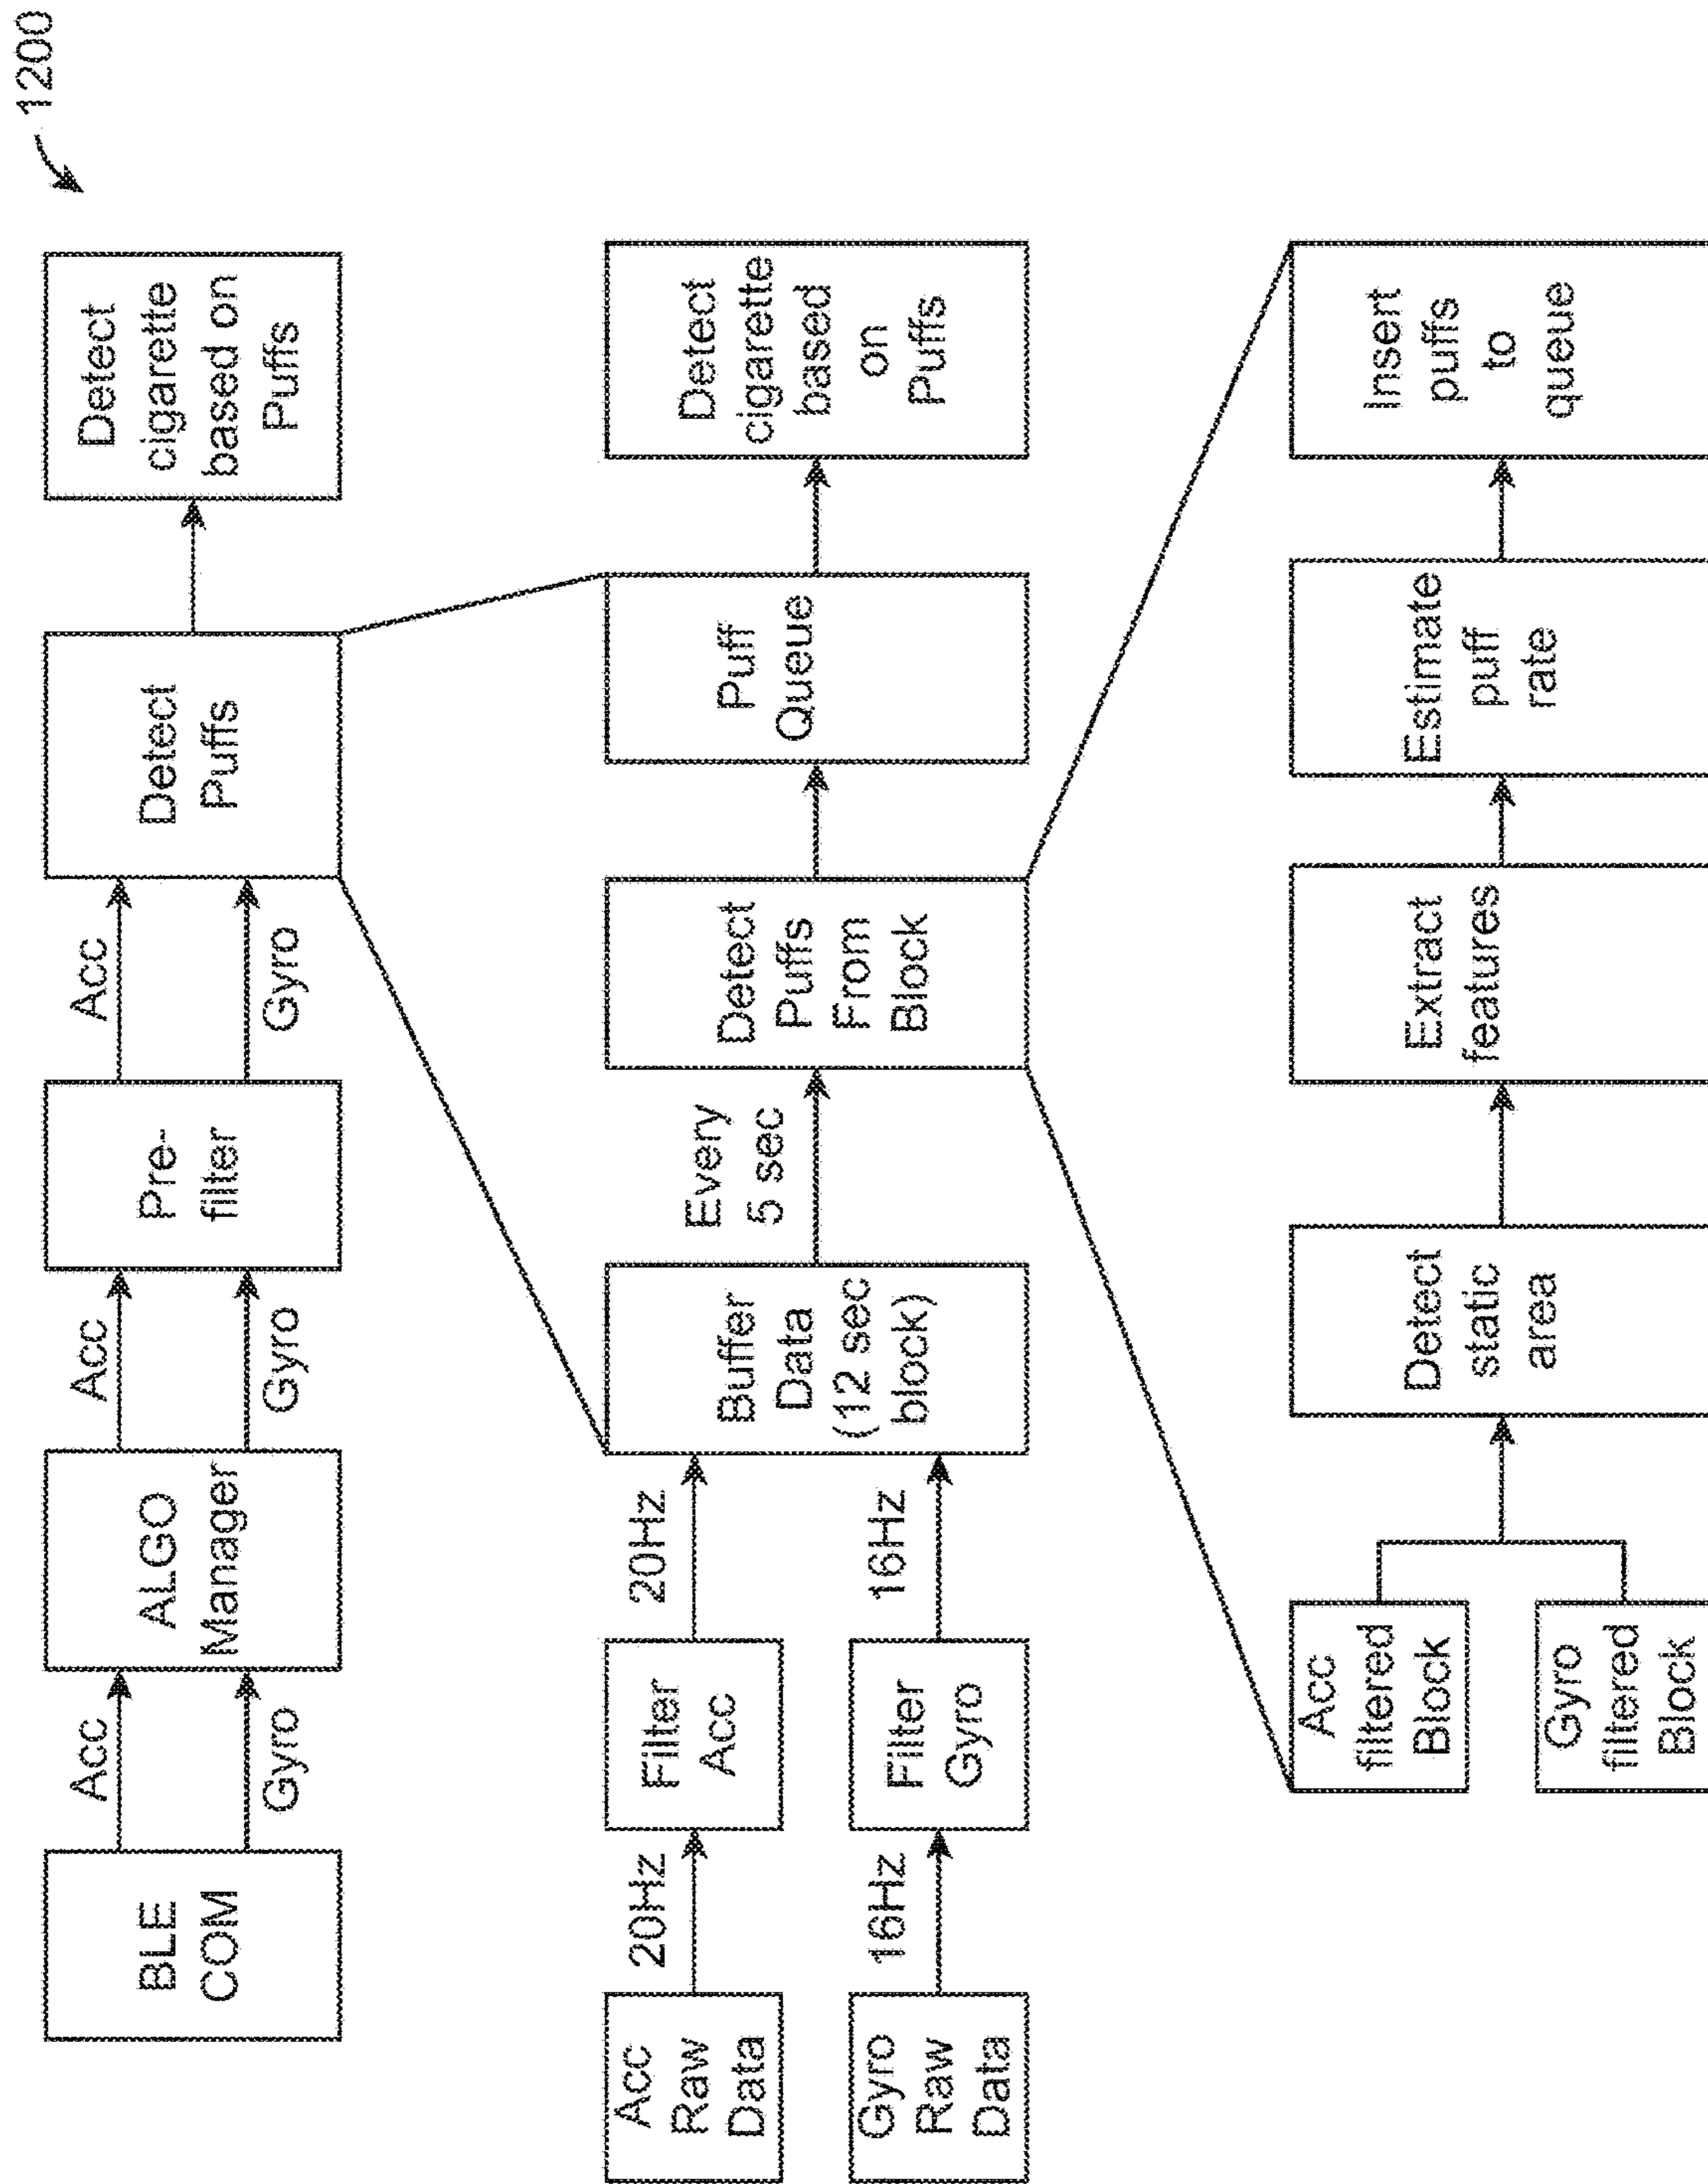 1200
BLE
COM
Acc
Gyro
ALGO
Manager
Acc
Gyro
Pre-
filter
Acc
Gyro
Detect
Puffs
Detect
cigarette
based on
Puffs
Acc
Raw
Data
20Hz
Filter
Acc
20Hz
Gyro
Raw
Data
16Hz
Filter
Gyro
16Hz
Buffer
Data
(12 sec
block)
Every
5 sec
Detect
Puffs
From
Block
Puff
Queue
Detect
cigarette
based
on
Puffs
Acc
filtered
Block
Gyro
filtered
Block
Detect
static
area
Extract
features
Estimate
puff
rate
Insert
puffs
to
queue